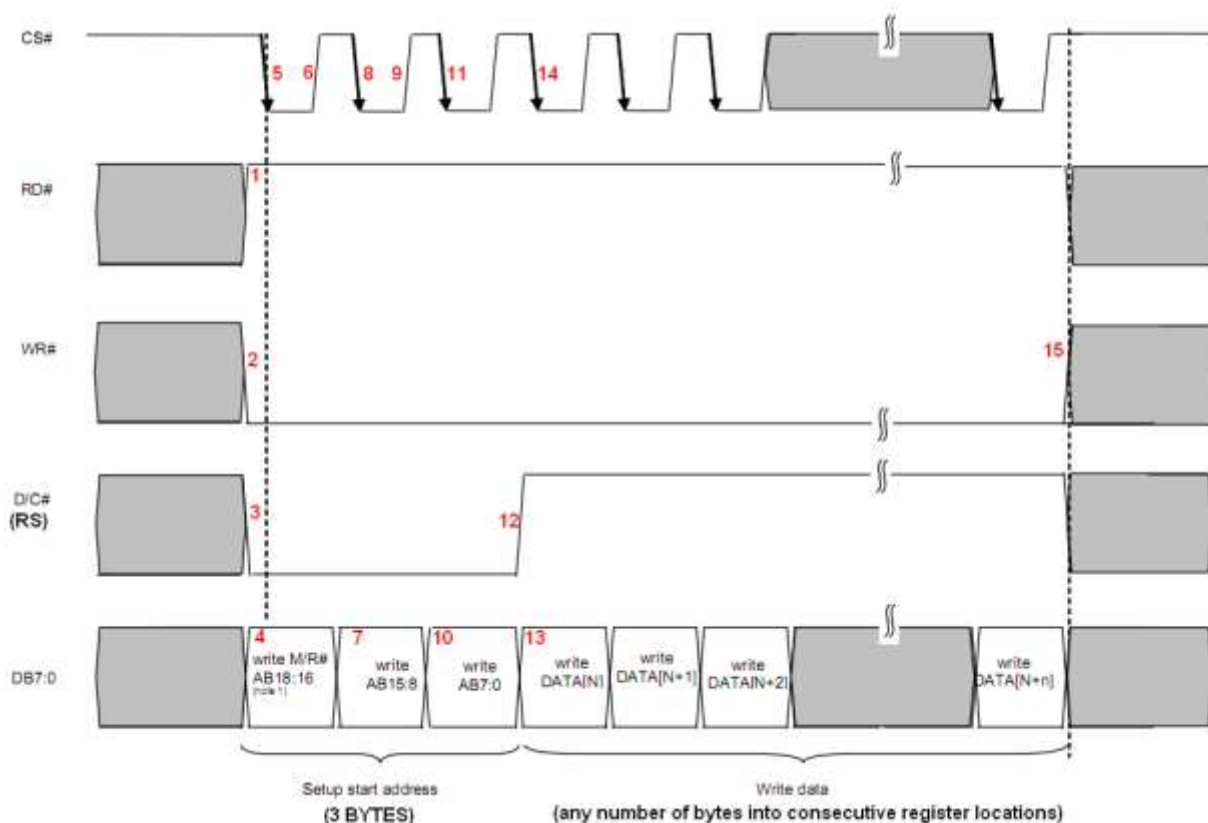 CS#
5 6 8 9 11 14
RD#
1
WR#
2
15
D/C#
(RS)
3
12
DB7:0
4
write M/R#
AB18:16
(note 1)
7
write
AB15:8
10
write
AB7:0
13
write
DATA[N]
write
DATA[N+1]
write
DATA[N+2]
write
DATA[N+n]
Setup start address
(3 BYTES)
Write data
(any number of bytes into consecutive register locations)